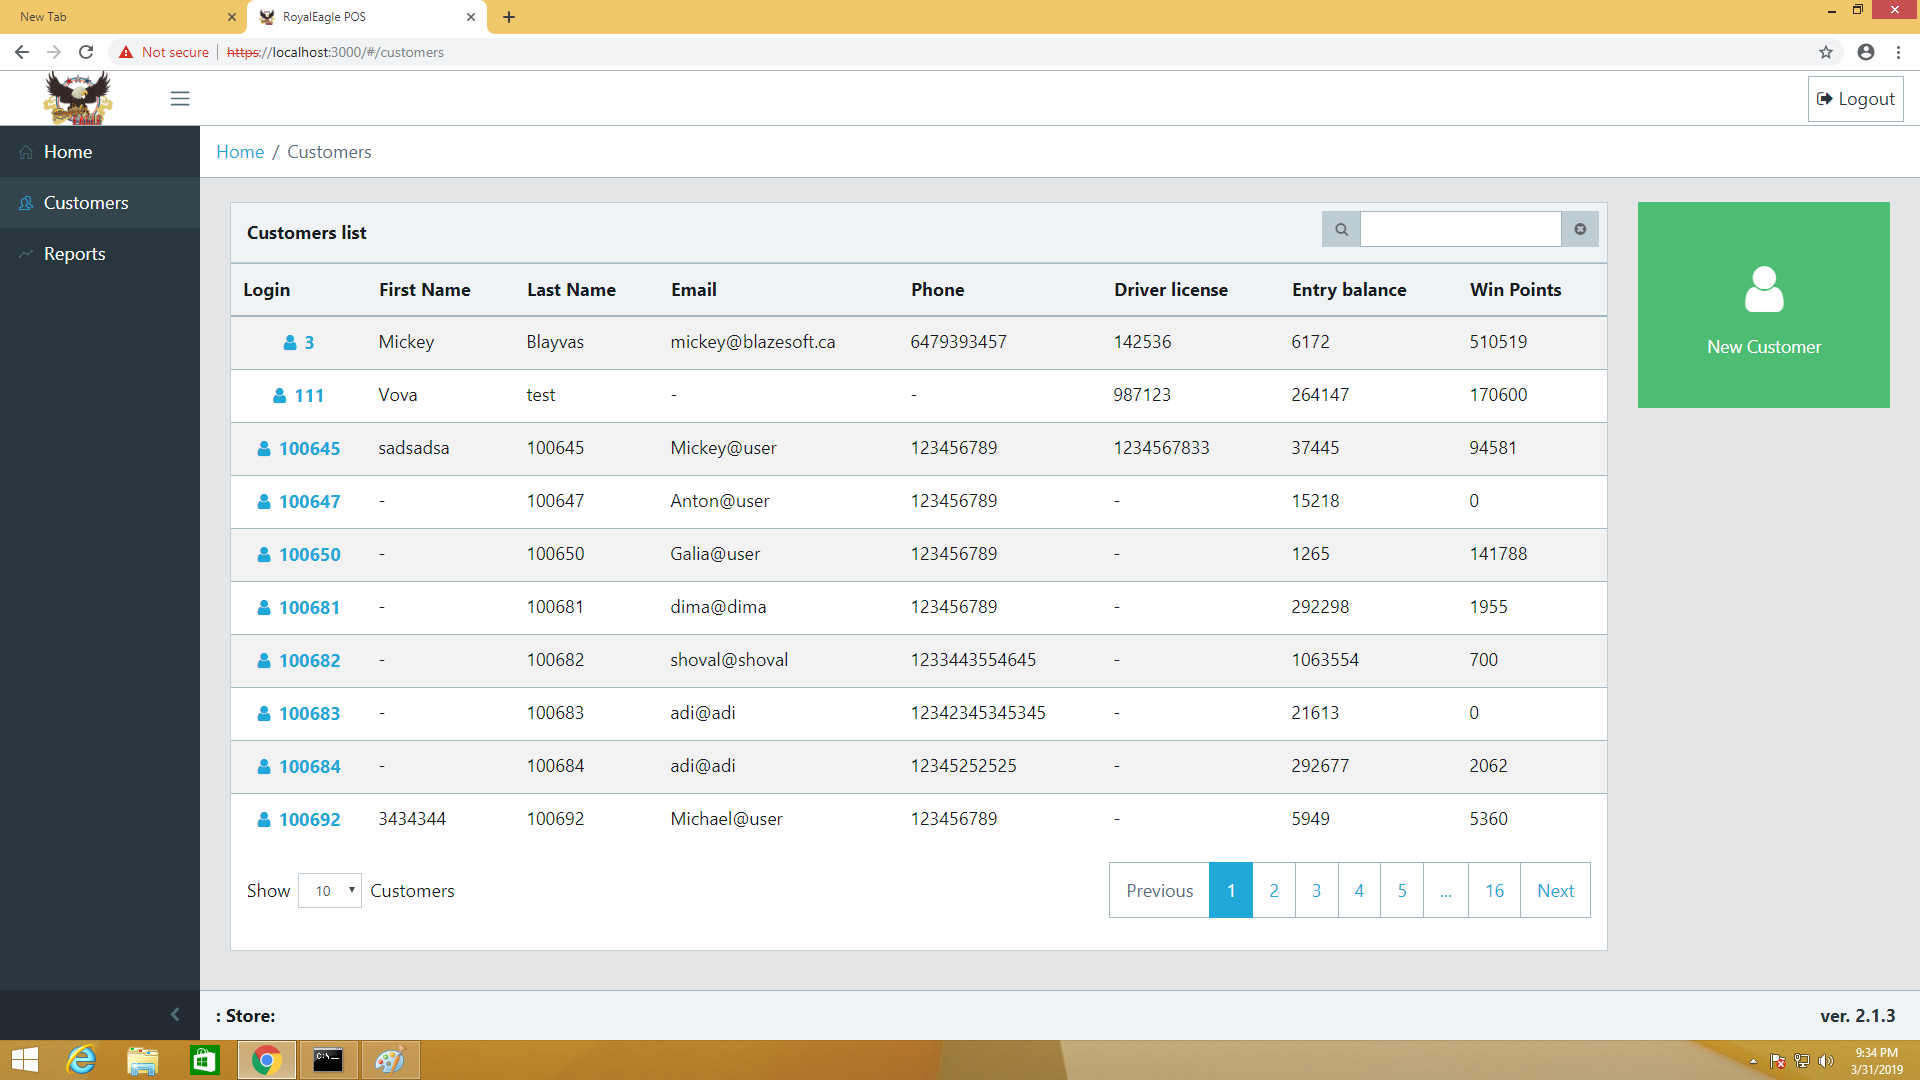 New Tab
RoyalEagle POS
Not secure
https://localhost:3000/#/customers
Logout
Home
Customers
Reports
Home / Customers
Customers list
Login First Name Last Name Email Phone Driver license Entry balance Win Points
3 Mickey Blayvas mickey@blazesoft.ca 6479393457 142536 6172 510519
111 Vova test - - 987123 264147 170600
100645 sadsadsa 100645 Mickey@user 123456789 1234567833 37445 94581
100647 - 100647 Anton@user 123456789 - 15218 0
100650 - 100650 Galia@user 123456789 - 1265 141788
100681 - 100681 dima@dima 123456789 - 292298 1955
100682 - 100682 shoval@shoval 1233443554645 - 1063554 700
100683 - 100683 adi@adi 12342345345345 - 21613 0
100684 - 100684 adi@adi 12345252525 - 292677 2062
100692 3434344 100692 Michael@user 123456789 - 5949 5360
Show 10 Customers
Previous 1 2 3 4 5 ... 16 Next
New Customer
: Store:
ver. 2.1.3
9:34 PM
3/31/2019